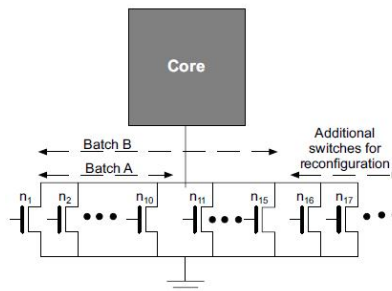 Core
Batch B
Batch A
Additional
switches for
reconfiguration
n1 n2 n10 n11 n15 n16 n17